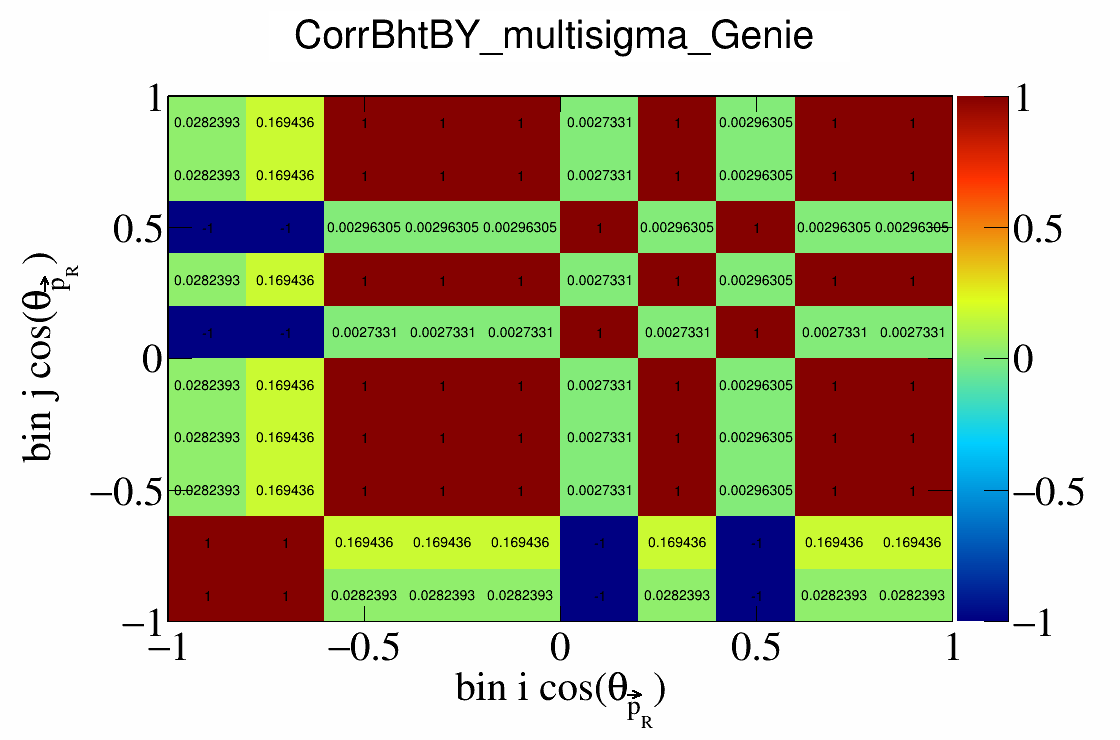 CorrBhtBY_multisigma_Genie
1 0.0282393 0.169436 1 1 1 0.0027331 1 0.00296305 1 1 1
0.0282393 0.169436 1 1 1 0.0027331 1 0.00296305 1 1
0.5 -1 -1 0.00296305 0.00296305 0.00296305 1 0.00296305 1 0.00296305 0.00296305 0.5
0.0282393 0.169436 1 1 1 0.0027331 1 0.00296305 1 1
-1 -1 0.0027331 0.0027331 0.0027331 1 0.0027331 1 0.0027331 0.0027331
0 0
0.0282393 0.169436 1 1 1 0.0027331 1 0.00296305 1 1
0.0282393 0.169436 1 1 1 0.0027331 1 0.00296305 1 1
−0.5 0.0282393 0.169436 1 1 1 0.0027331 1 0.00296305 1 1 −0.5
1 1 0.169436 0.169436 0.169436 -1 0.169436 -1 0.169436 0.169436
1 1 0.0282393 0.0282393 0.0282393 -1 0.0282393 -1 0.0282393 0.0282393
−1 −1
−1 −0.5 0 0.5 1
bin i cos(θ p⃗R )
bin j cos(θ p⃗R )